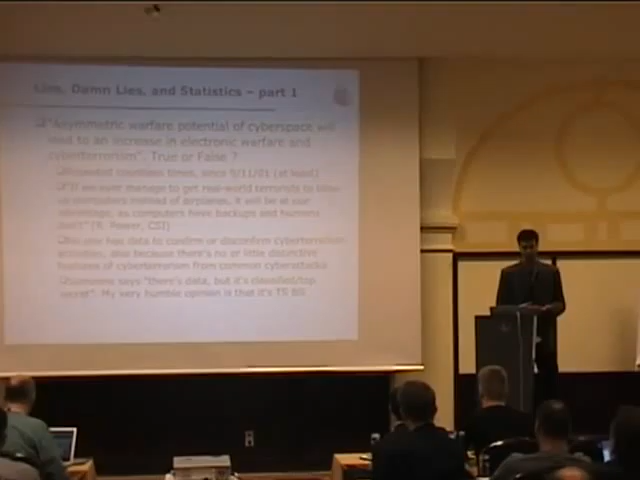 Lies, Damn Lies, and Statistics – part 1
"Asymmetric warfare potential of cyberspace will
lead to an increase in electronic warfare and
cyberterrorism". True or False ?
Repeated countless times, since 9/11/01 (at least)
"If we ever manage to get real-world terrorists to blow
up computers instead of airplanes, it will be at our
advantage, as computers have backups and humans
don't" (R. Power, CSI)
No one has data to confirm or disconfirm cyberterrorism
activities, also because there's no or little distinctive
features of cyberterrorism from common cyberattacks
Someone says "there's data, but it's classified/top
secret". My very humble opinion is that it's